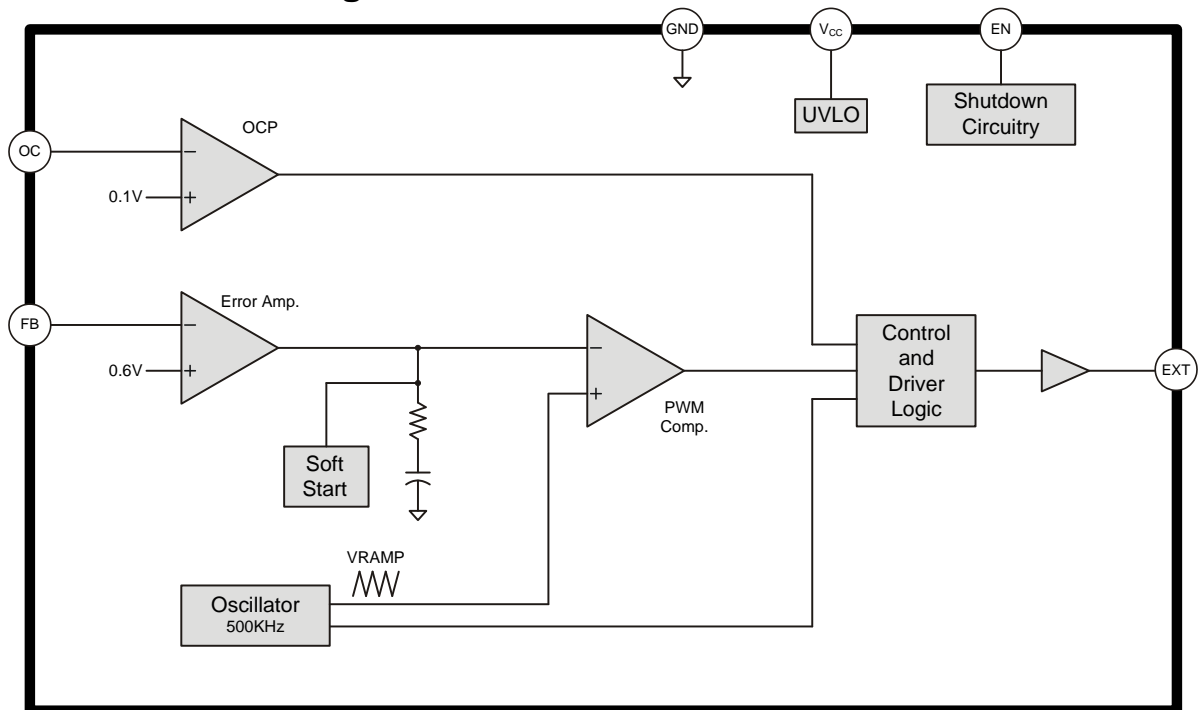 GND
VCC
EN
UVLO
Shutdown
Circuitry
OCP
OC
−
0.1V
+
Error Amp.
FB
−
0.6V
+
−
+
PWM
Comp.
Control
and
Driver
Logic
EXT
Soft
Start
VRAMP
Oscillator
500KHz